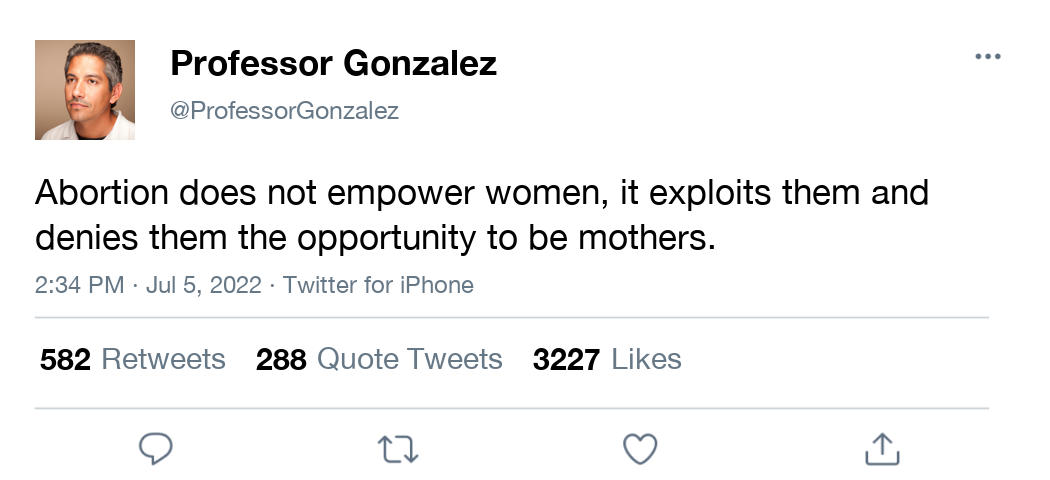 Professor Gonzalez
@ProfessorGonzalez
Abortion does not empower women, it exploits them and
denies them the opportunity to be mothers.
2:34 PM · Jul 5, 2022 · Twitter for iPhone
582 Retweets 288 Quote Tweets 3227 Likes